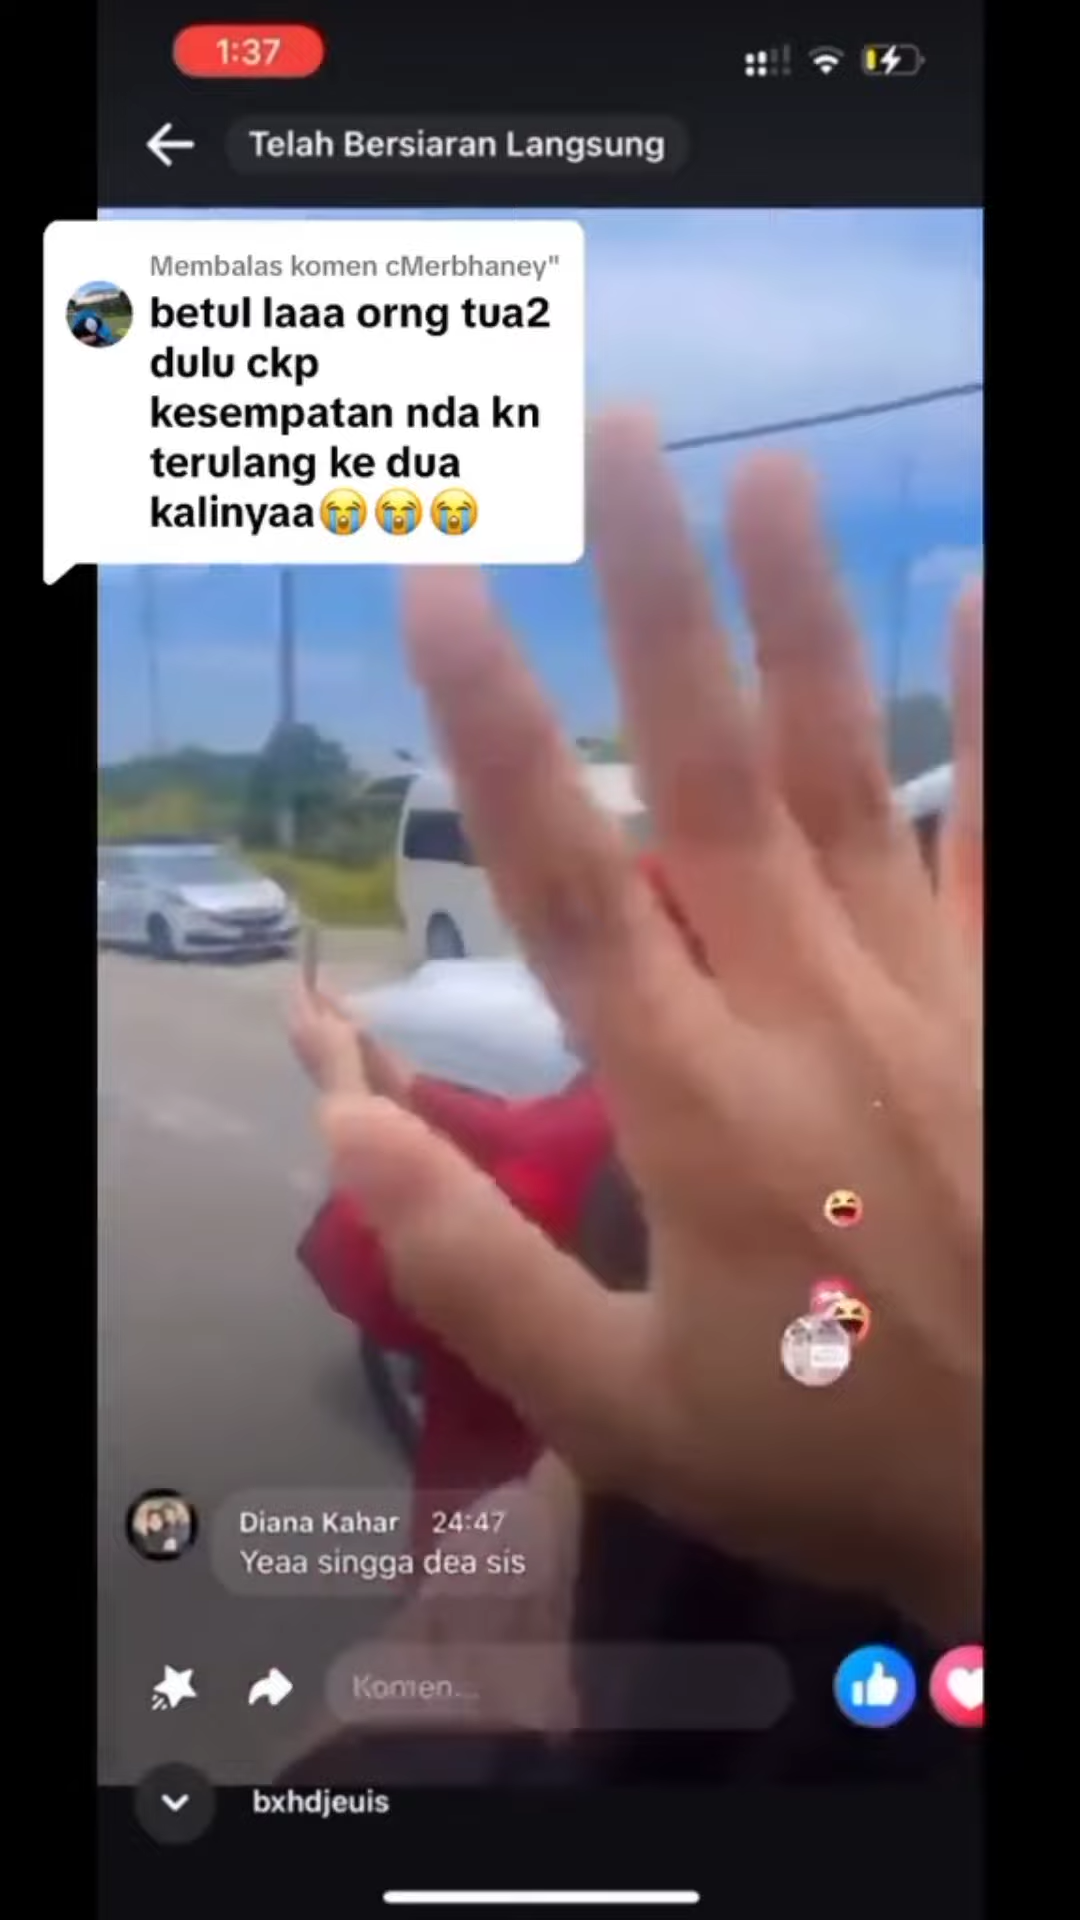 1:37
Telah Bersiaran Langsung
Membalas komen cMerbhaney"
betul laaa orng tua2
dulu ckp
kesempatan nda kn
terulang ke dua
kalinyaa😭😭😭
Diana Kahar 24:47
Yeaa singga dea sis
Komen...
bxhdjeuis